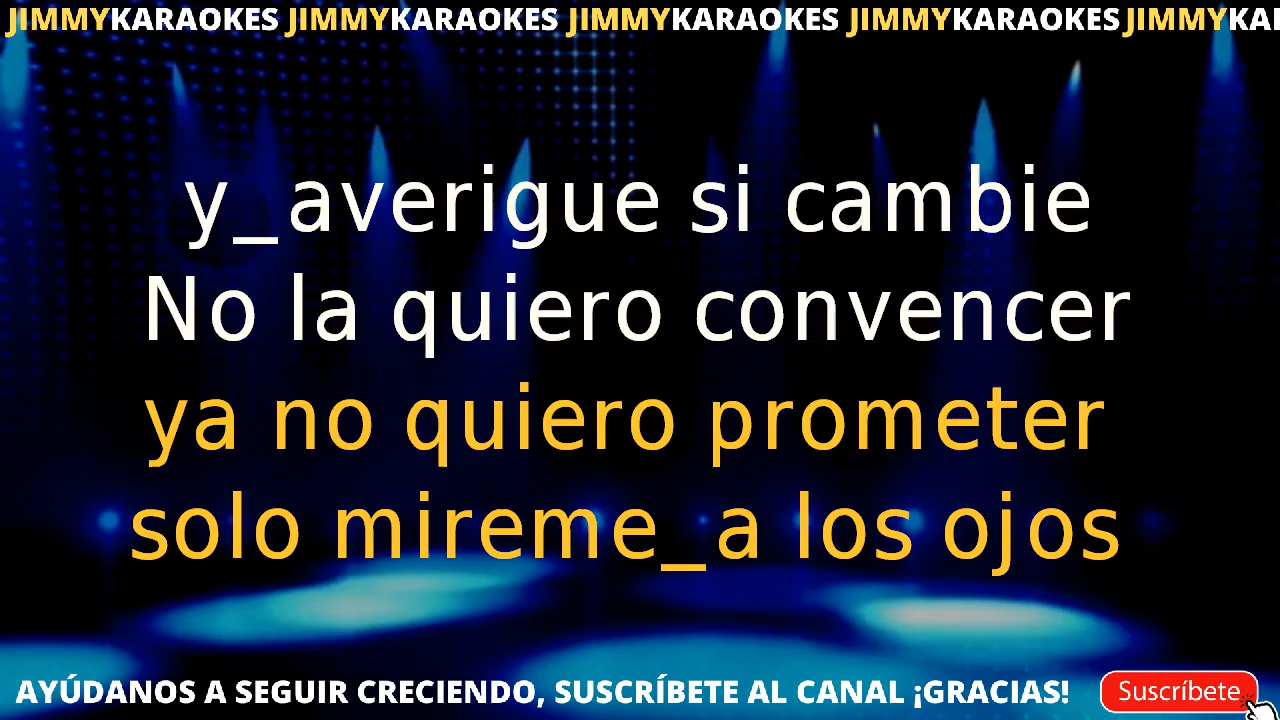 JIMMYKARAOKES JIMMYKARAOKES JIMMYKARAOKES JIMMYKARAOKES JIMMYKA
y_averigue si cambie
No la quiero convencer
ya no quiero prometer
solo mireme_a los ojos
AYÚDANOS A SEGUIR CRECIENDO, SUSCRÍBETE AL CANAL ¡GRACIAS! Suscríbete